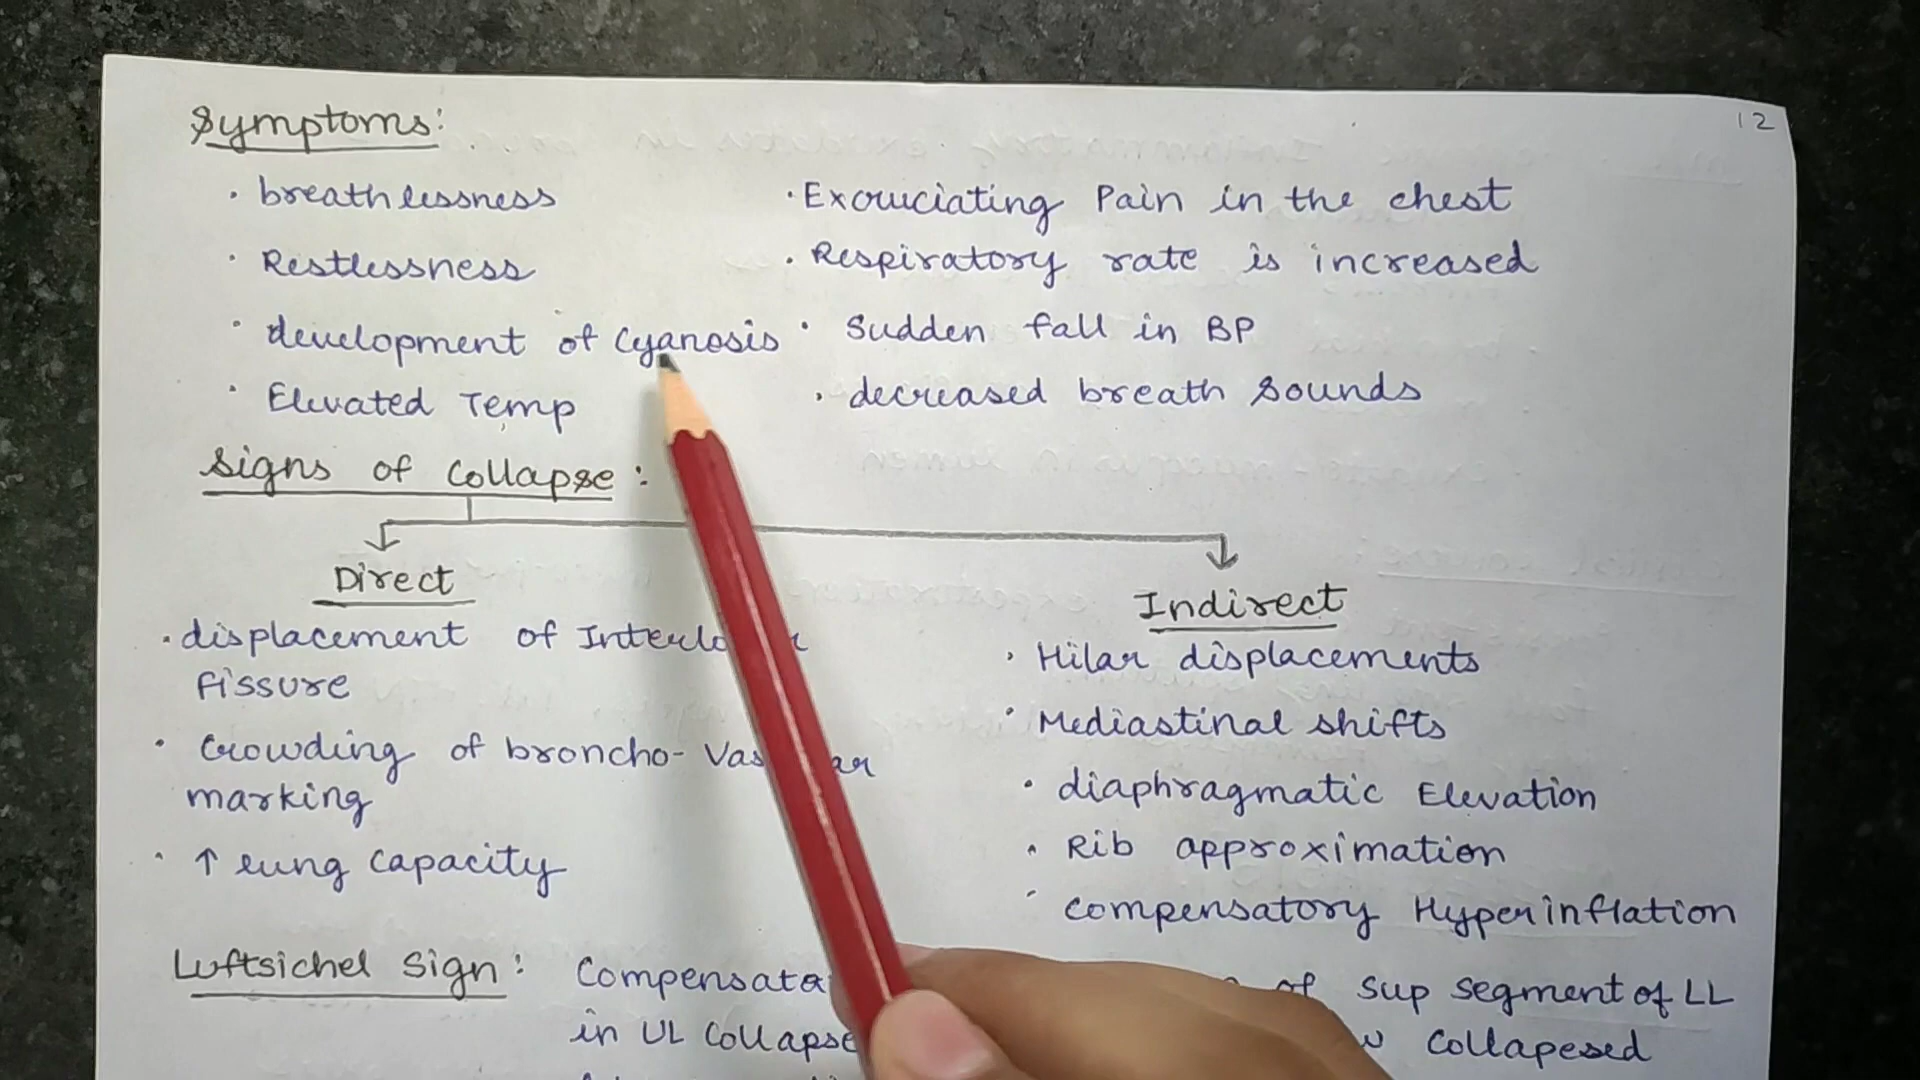 12
Symptoms:
· breathlessness
· Restlessness
· development of Cyanosis
· Elevated Temp
· Excruciating Pain in the chest
· Respiratory rate is increased
· Sudden fall in BP
· decreased breath sounds
Signs of Collapse :
Direct
· displacement of
fissure
· Crowding of broncho-
marking
· ↑ lung capacity
Indirect
· Hilar displacements
· Mediastinal shifts
· diaphragmatic Elevation
· Rib approximation
· Compensatory Hyperinflation
Luftsichel Sign: of Sup segment of LL
in UL Collapse Collapesed